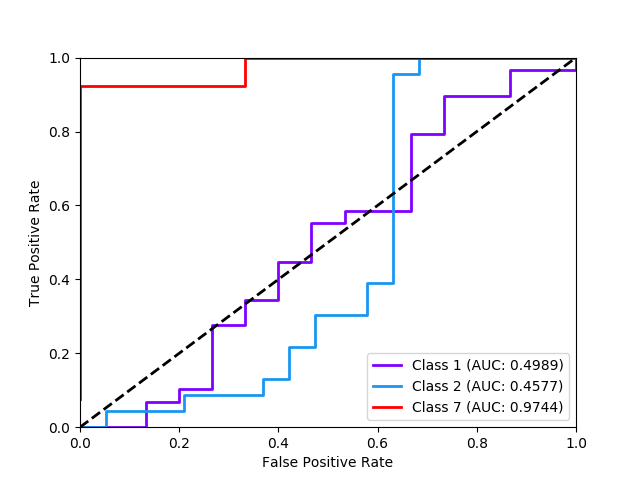 1.0
0.8
0.6
0.4
0.2
0.0
True Positive Rate
Class 1 (AUC: 0.4989)
Class 2 (AUC: 0.4577)
Class 7 (AUC: 0.9744)
0.0 0.2 0.4 0.6 0.8 1.0
False Positive Rate